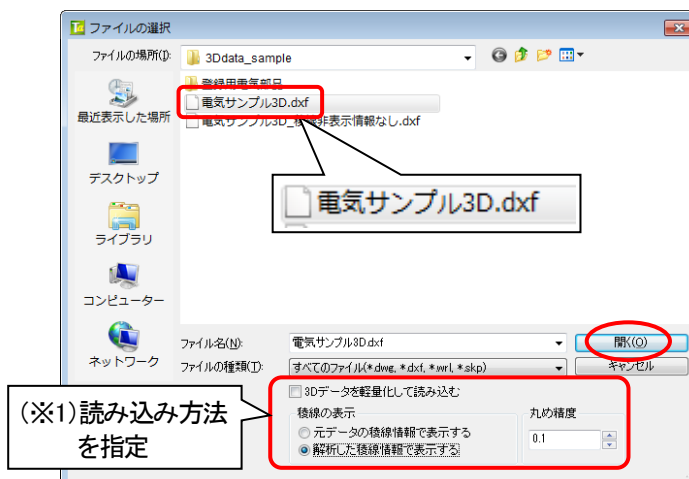 ファイルの選択
ファイルの場所(I):
3Ddata_sample
登録用電気部品
電気サンプル3D.dxf
電気サンプル3D_稜線非表示情報なし.dxf
電気サンプル3D.dxf
最近表示した場所
デスクトップ
ライブラリ
コンピューター
ネットワーク
ファイル名(N):
電気サンプル3D.dxf
開く(O)
ファイルの種類(T):
すべてのファイル(*.dwg, *.dxf, *.wrl, *.skp)
キャンセル
3Dデータを軽量化して読み込む
稜線の表示
元データの稜線情報で表示する
解析した稜線情報で表示する
丸め精度
0.1
(※1)読み込み方法
を指定